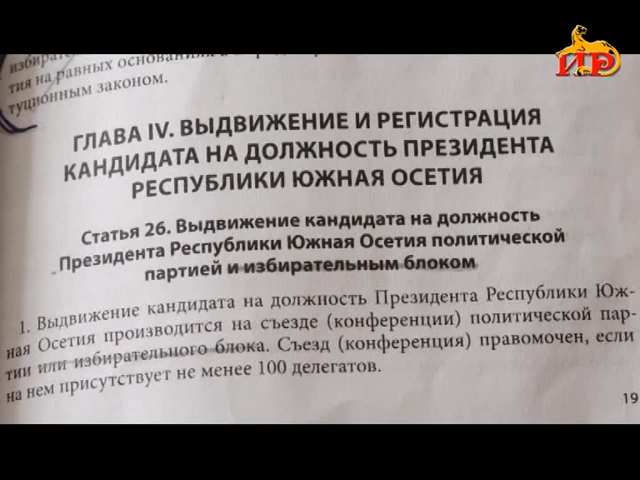 ИР
тия на равных основаниях
туционным законом.
ГЛАВА IV. ВЫДВИЖЕНИЕ И РЕГИСТРАЦИЯ
КАНДИДАТА НА ДОЛЖНОСТЬ ПРЕЗИДЕНТА
РЕСПУБЛИКИ ЮЖНАЯ ОСЕТИЯ
Статья 26. Выдвижение кандидата на должность
Президента Республики Южная Осетия политической
партией и избирательным блоком
1. Выдвижение кандидата на должность Президента Республики Юж-
ная Осетия производится на съезде (конференции) политической пар-
тии или избирательного блока. Съезд (конференция) правомочен, если
на нем присутствует не менее 100 делегатов.
19